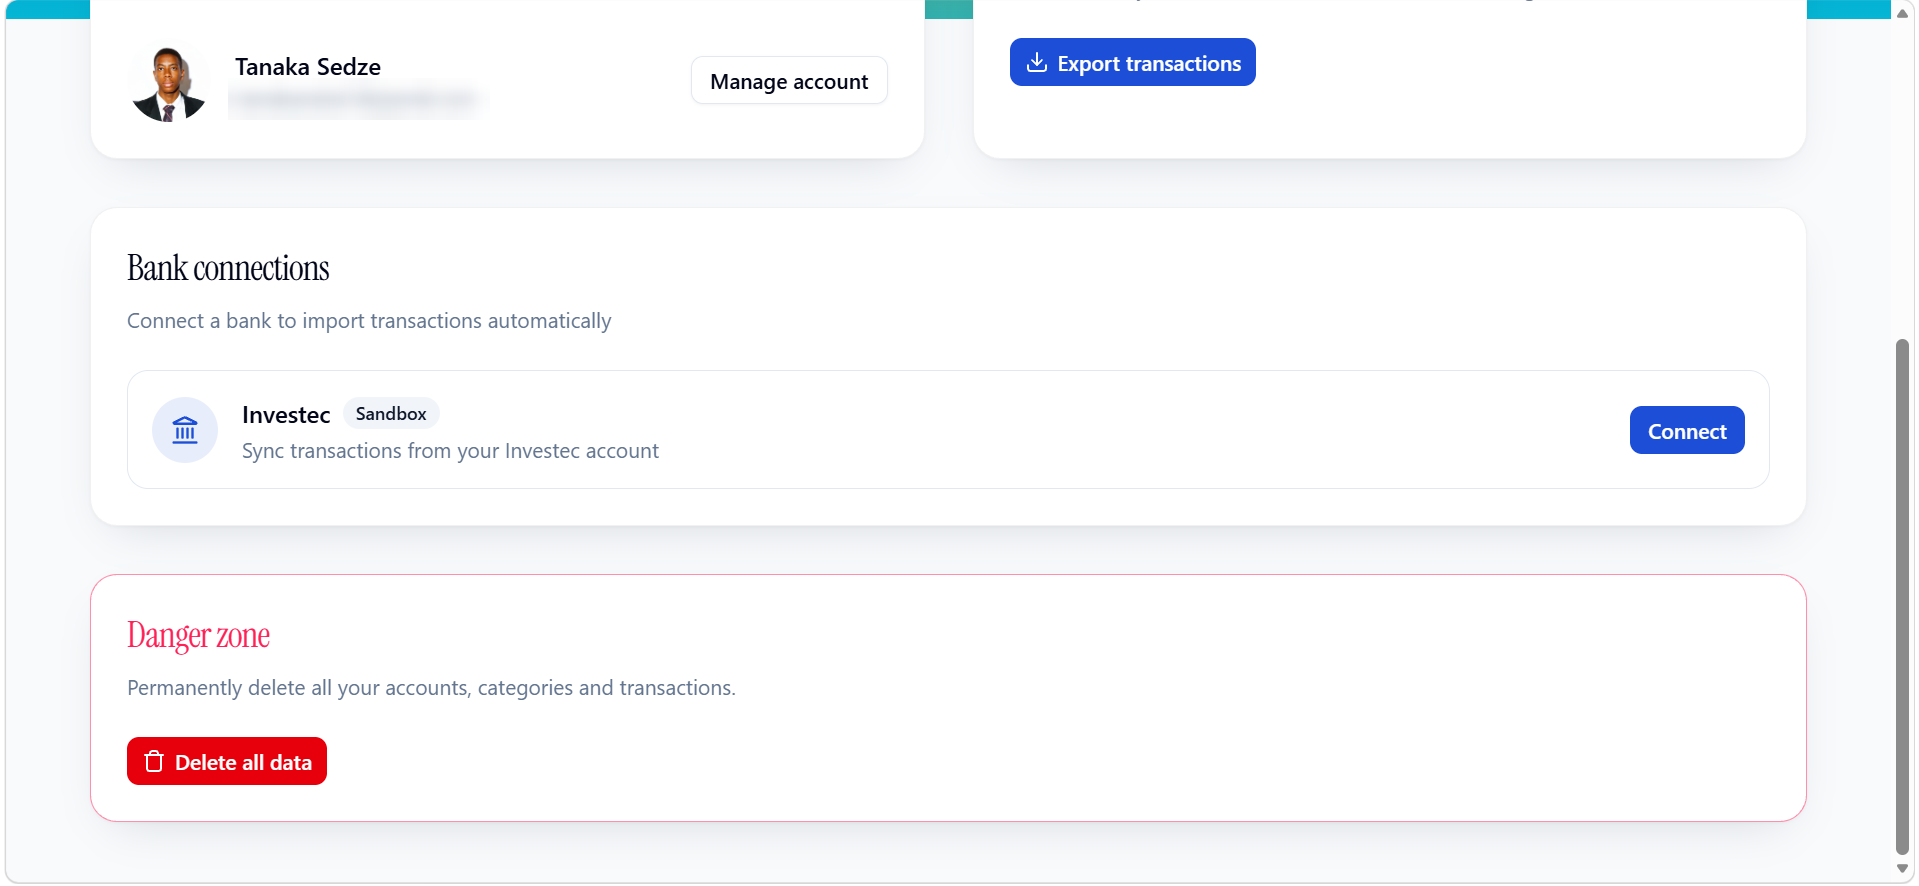 Tanaka Sedze
Manage account
Export transactions
Bank connections
Connect a bank to import transactions automatically
Investec
Sandbox
Sync transactions from your Investec account
Connect
Danger zone
Permanently delete all your accounts, categories and transactions.
Delete all data